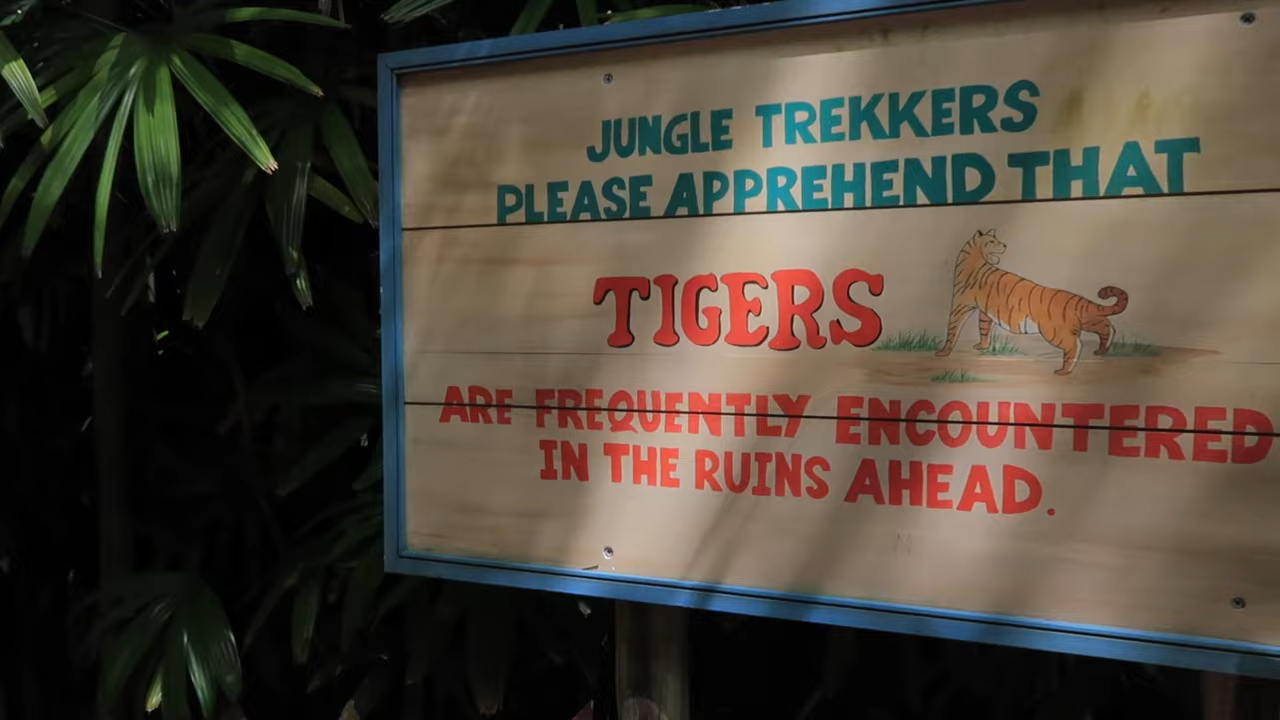 JUNGLE TREKKERS
PLEASE APPREHEND THAT
TIGERS
ARE FREQUENTLY ENCOUNTERED
IN THE RUINS AHEAD.